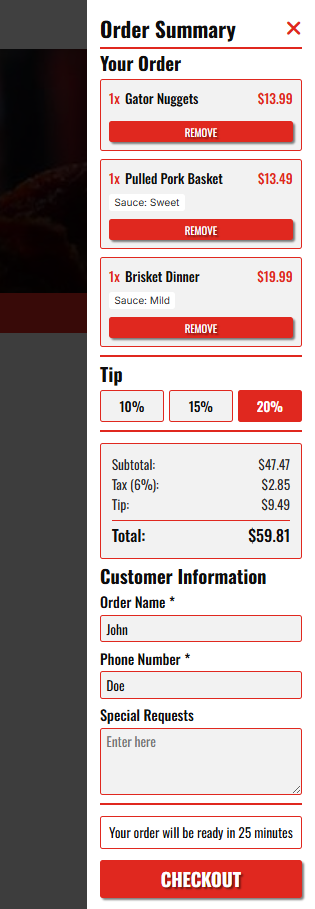 Order Summary
Your Order
1x Gator Nuggets $13.99
REMOVE
1x Pulled Pork Basket $13.49
Sauce: Sweet
REMOVE
1x Brisket Dinner $19.99
Sauce: Mild
REMOVE
Tip
10% 15% 20%
Subtotal: $47.47
Tax (6%): $2.85
Tip: $9.49
Total: $59.81
Customer Information
Order Name *
John
Phone Number *
Doe
Special Requests
Enter here
Your order will be ready in 25 minutes
CHECKOUT